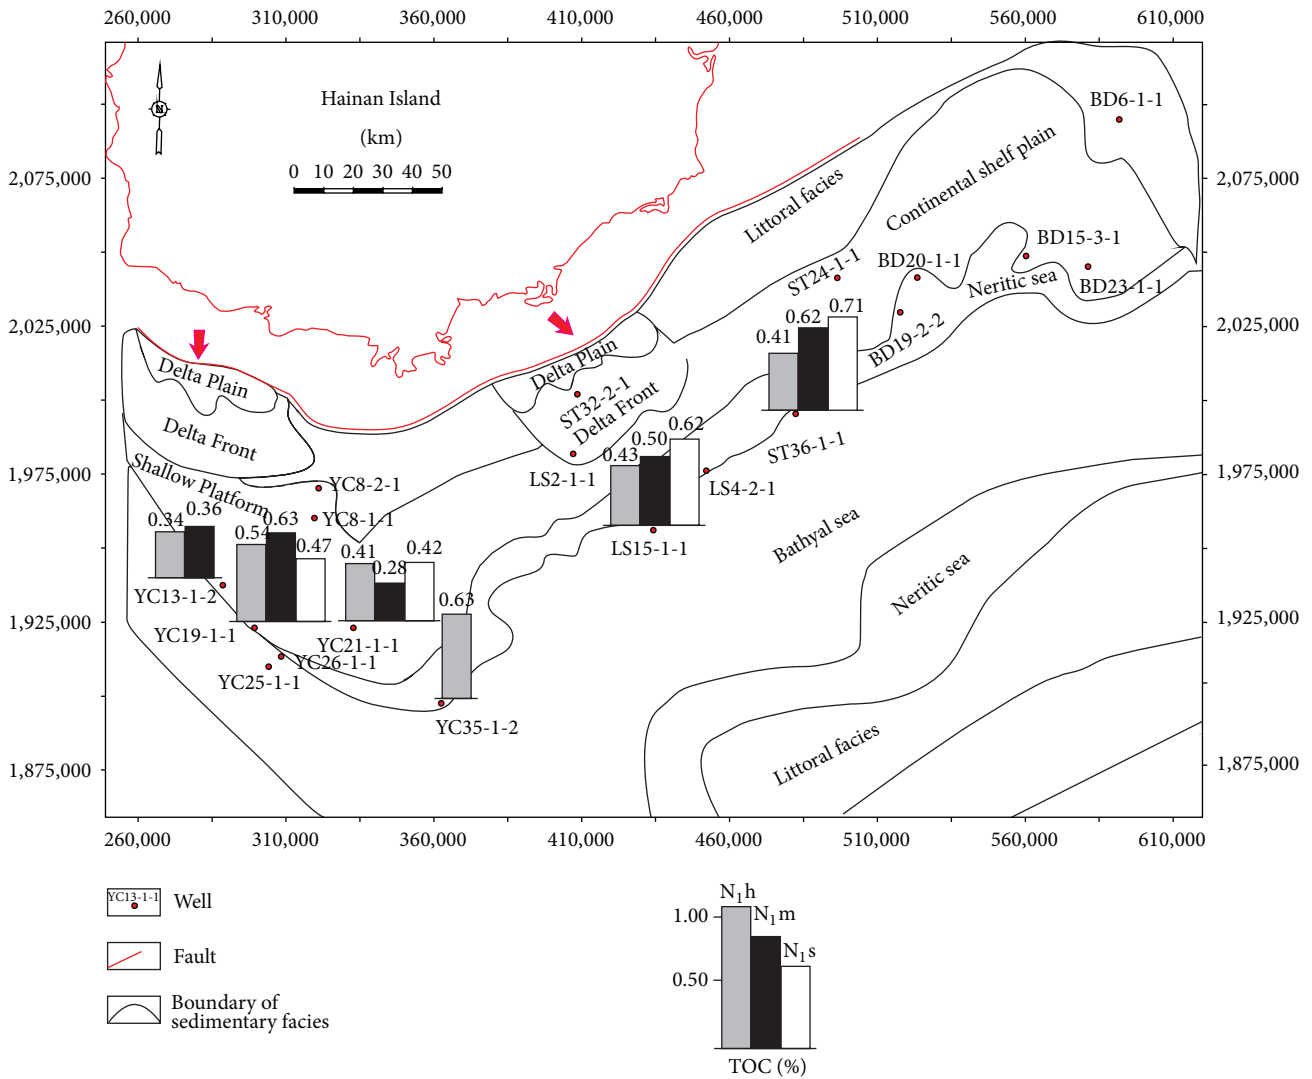 260,000 310,000 360,000 410,000 460,000 510,000 560,000 610,000
Hainan Island
(km)
0 10 20 30 40 50
N
BD6-1-1
Continental shelf plain
Littoral facies
2,075,000 2,075,000
BD15-3-1
BD20-1-1
ST24-1-1
Neritic sea
BD23-1-1
0.71
0.62
0.41
BD19-2-2
2,025,000 2,025,000
Delta Plain
Delta Plain
ST32-2-1
Delta Front
Delta Front
ST36-1-1
0.62
0.50
0.43
1,975,000 1,975,000
Shallow Platform
YC8-2-1
LS2-1-1
LS4-2-1
YC8-1-1
0.34 0.36
0.54 0.63 0.47
0.41 0.28 0.42
LS15-1-1
Bathyal sea
Neritic sea
YC13-1-2
0.63
1,925,000 1,925,000
YC19-1-1
YC21-1-1
YC26-1-1
YC25-1-1
YC35-1-2
Littoral facies
1,875,000 1,875,000
260,000 310,000 360,000 410,000 460,000 510,000 560,000 610,000
YC13-1-1
Well
Fault
Boundary of
sedimentary facies
N1h
1.00
N1m
N1s
0.50
TOC (%)